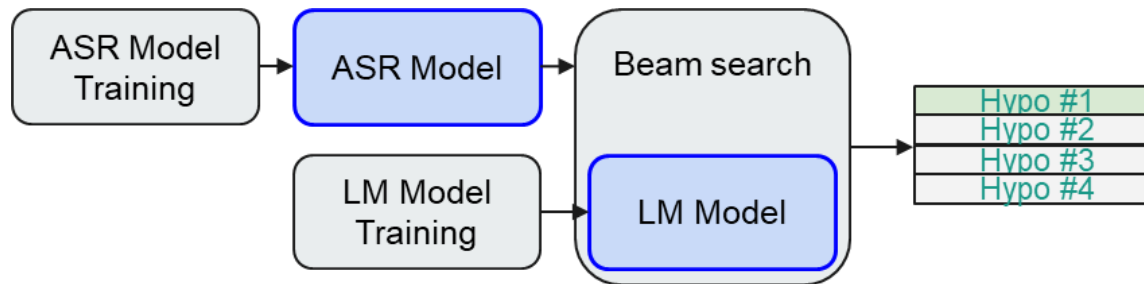 ASR Model
Training
ASR Model
Beam search
LM Model
Training
LM Model
Hypo #1
Hypo #2
Hypo #3
Hypo #4